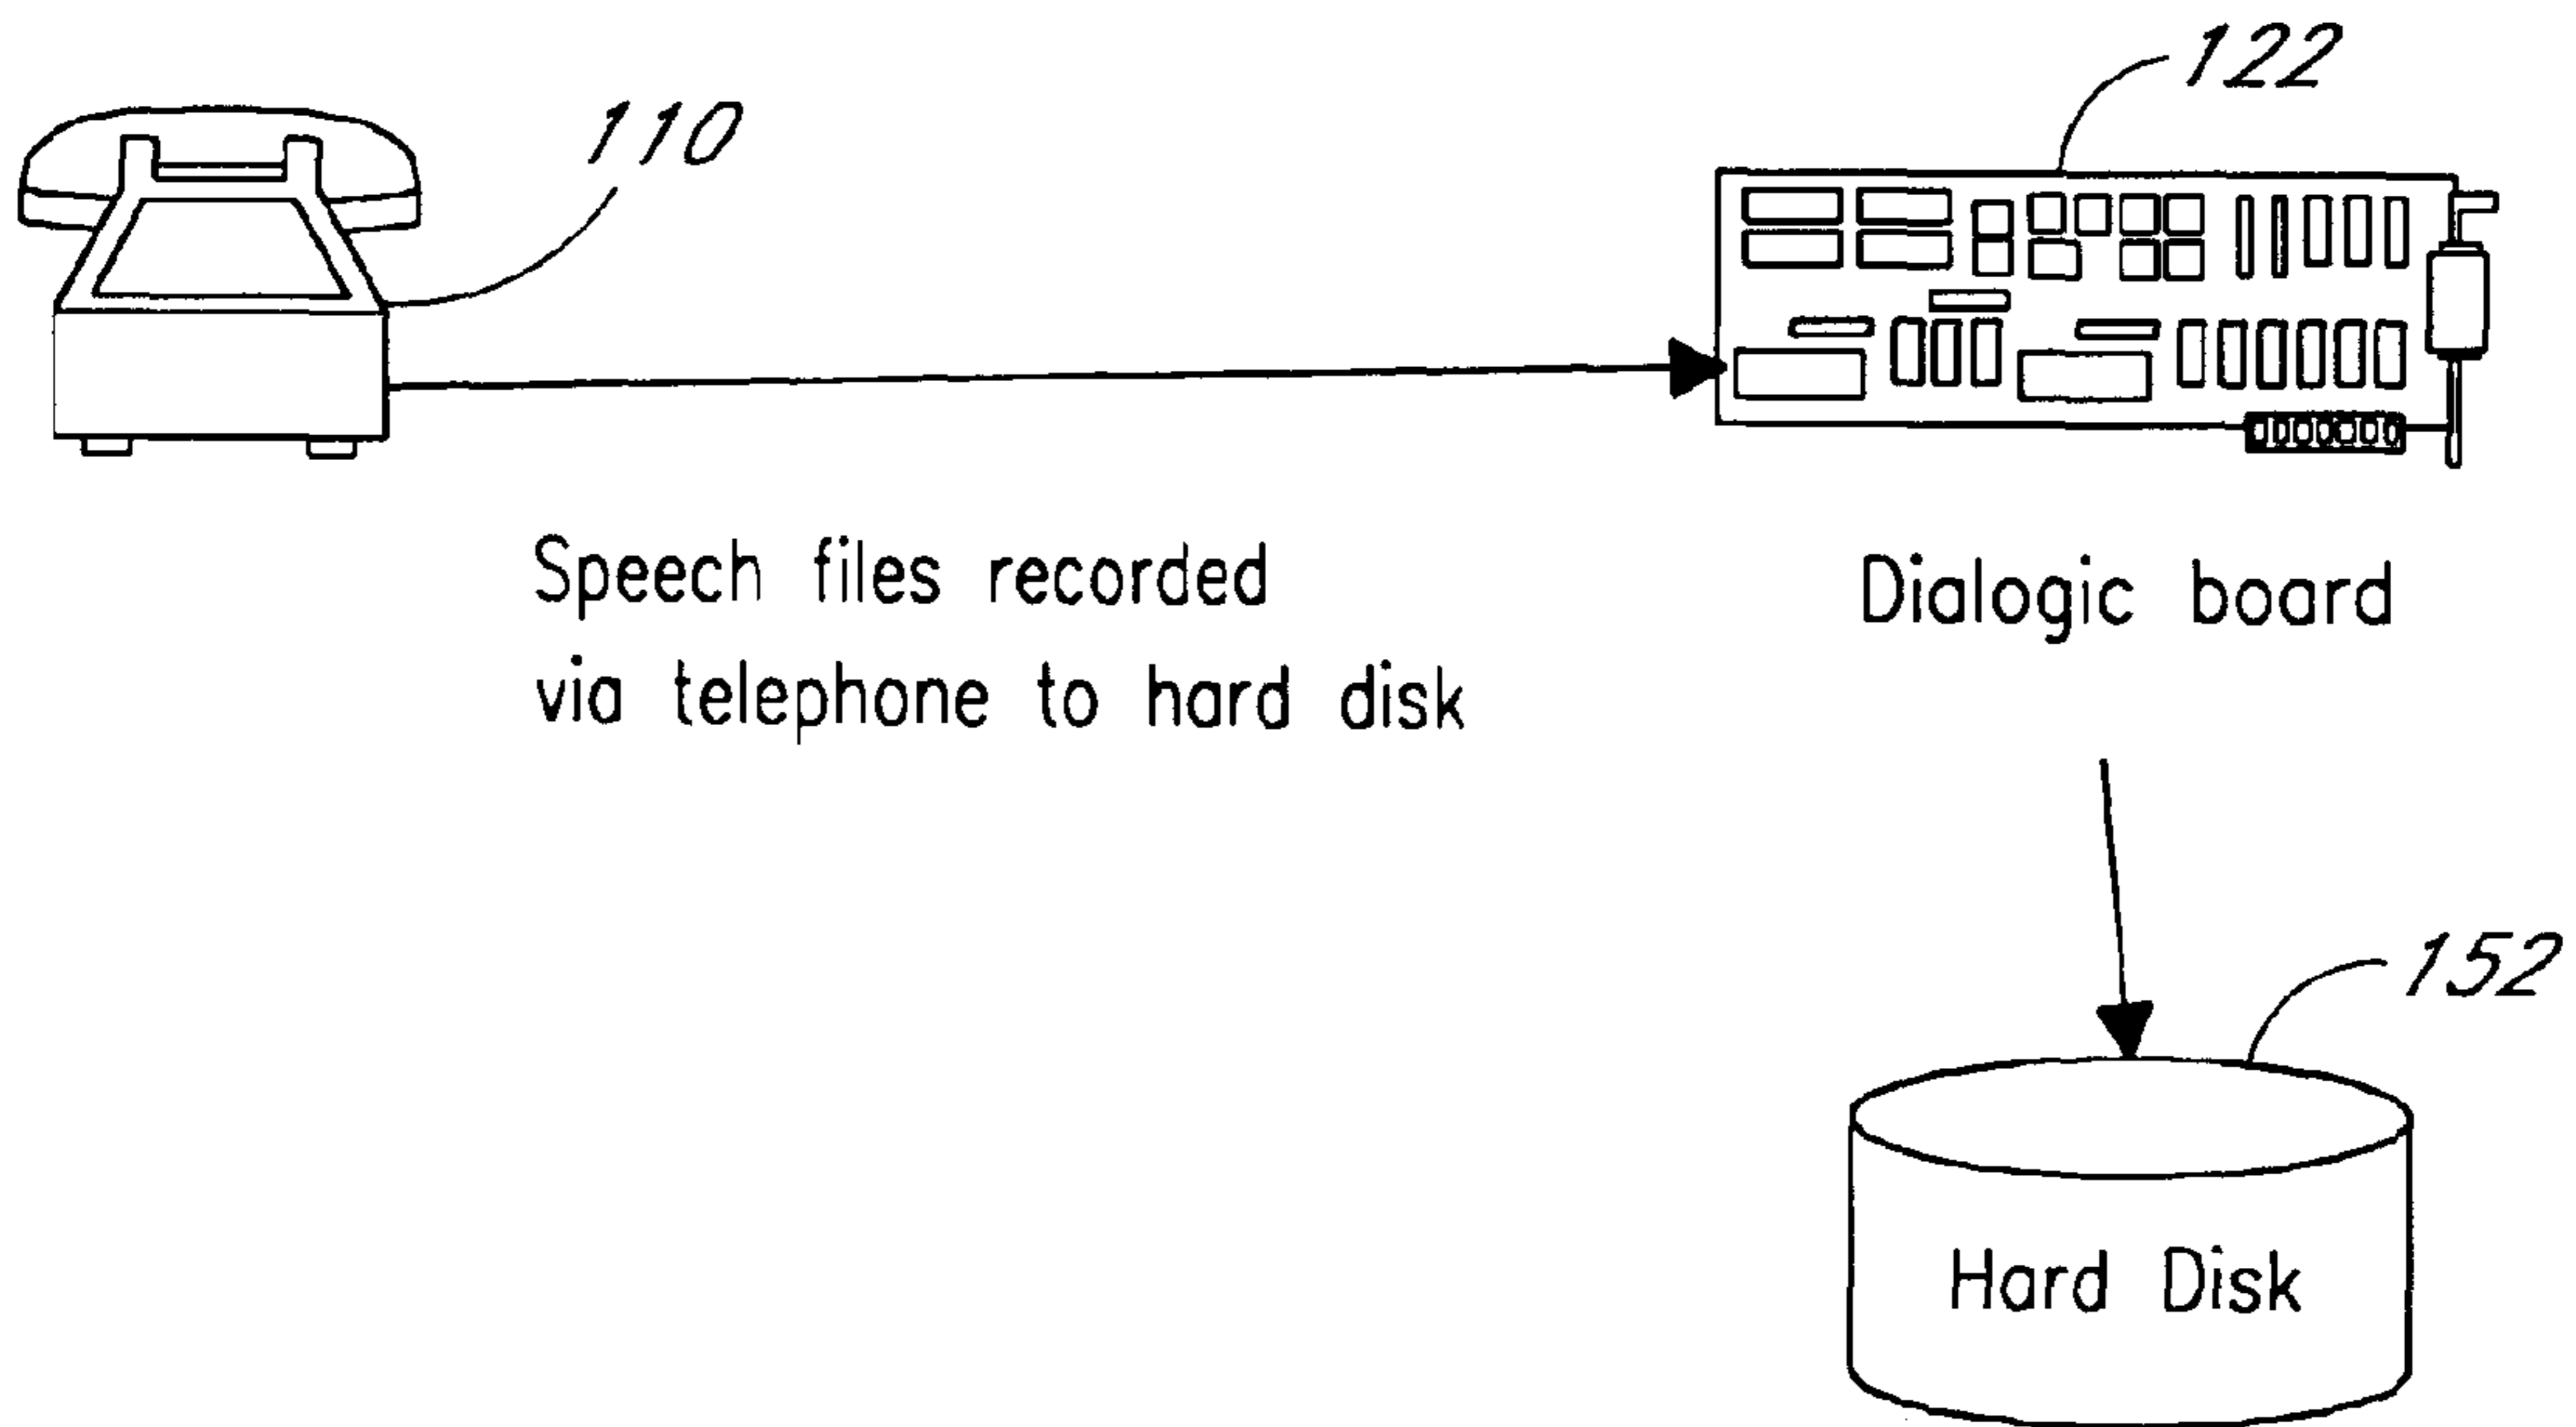 110
122
Speech files recorded
via telephone to hard disk
Dialogic board
152
Hard Disk